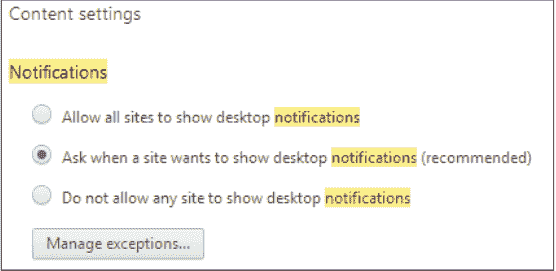 Content settings
Notifications
Allow all sites to show desktop notifications
Ask when a site wants to show desktop notifications (recommended)
Do not allow any site to show desktop notifications
Manage exceptions...